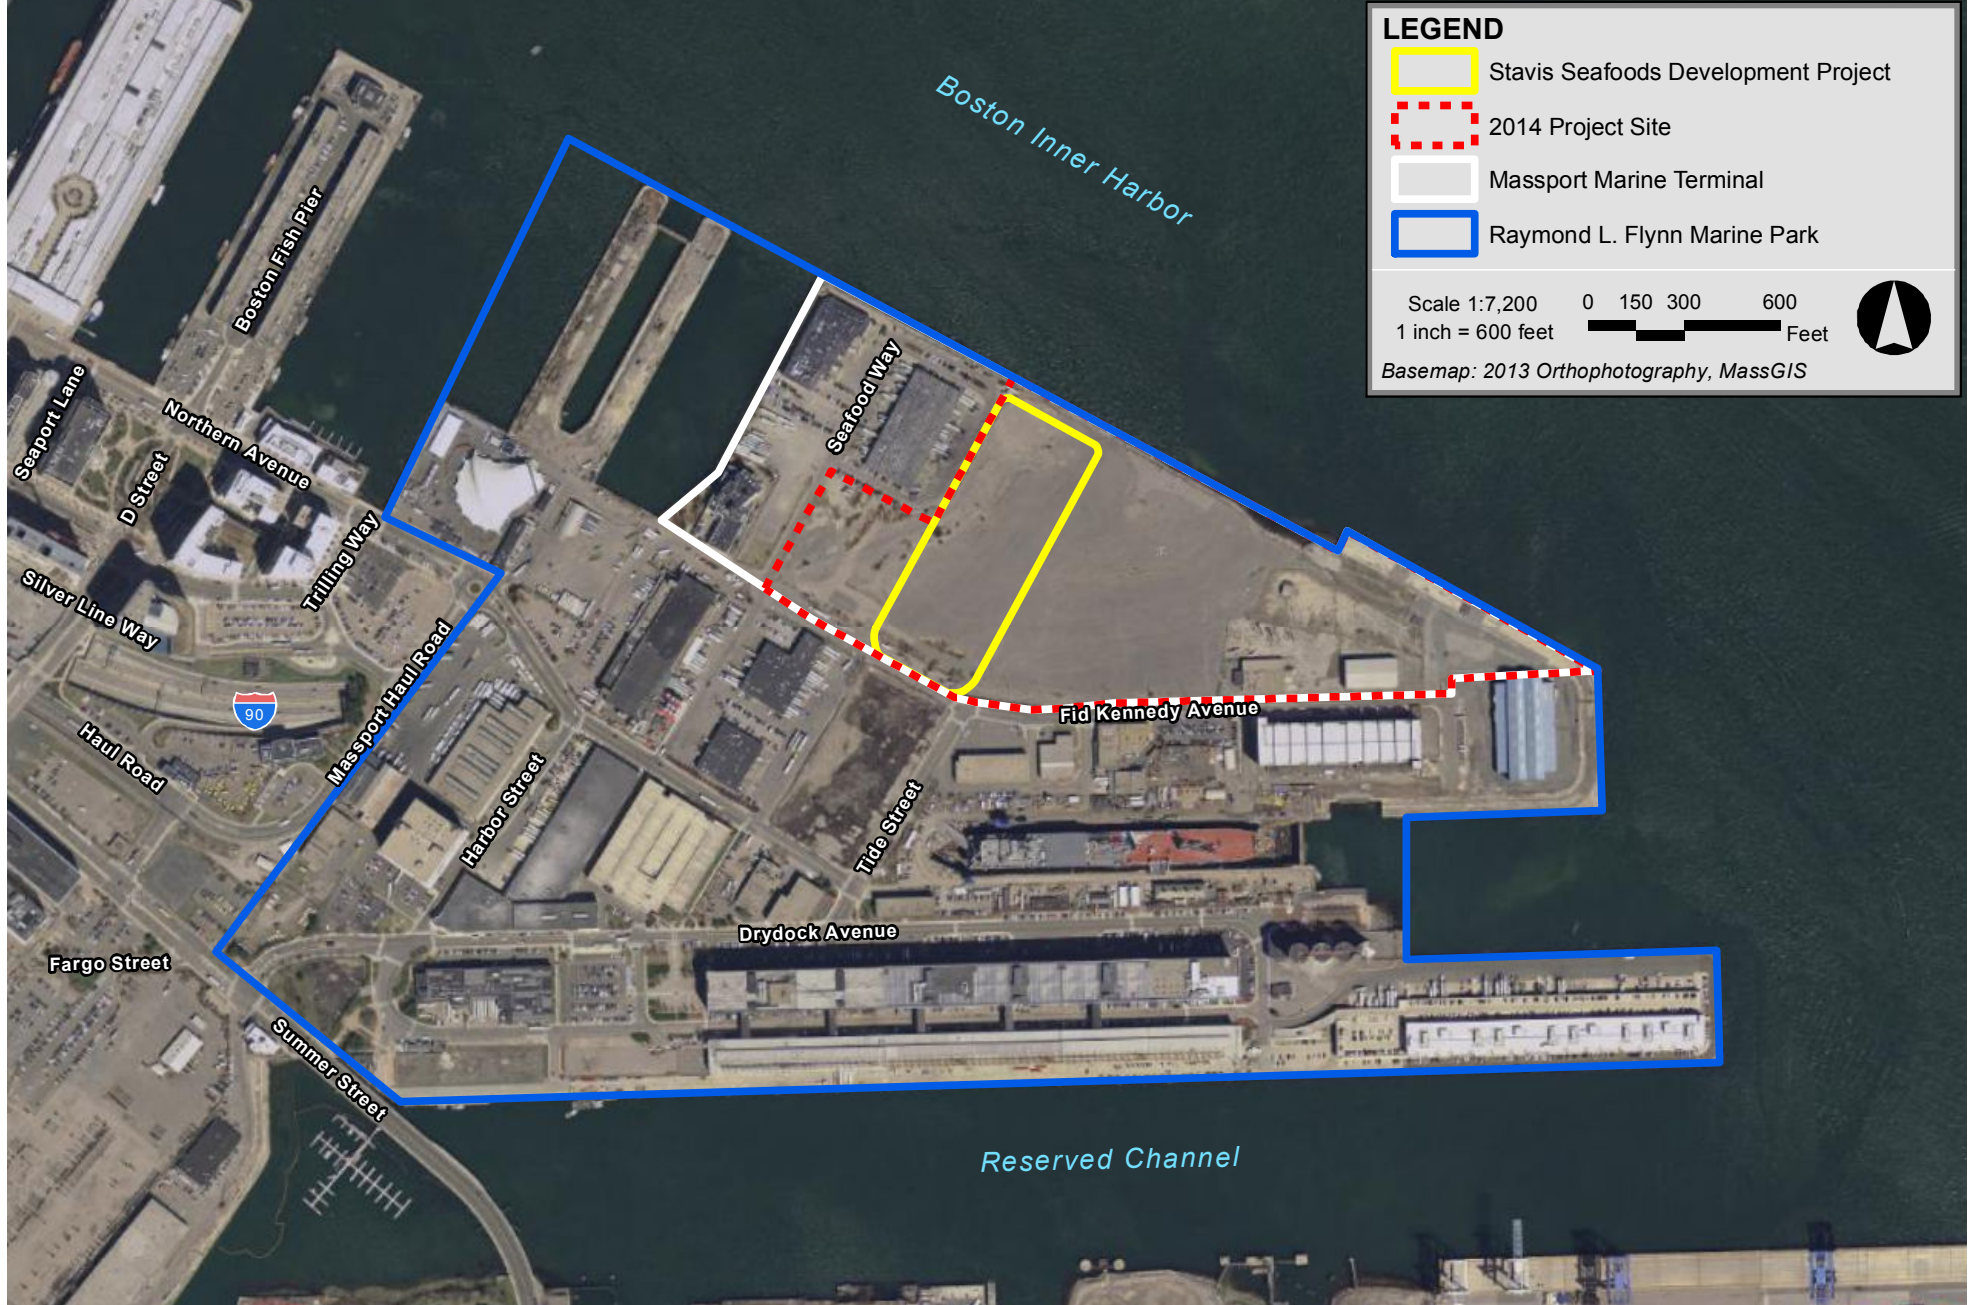 LEGEND
Stavis Seafoods Development Project
2014 Project Site
Massport Marine Terminal
Raymond L. Flynn Marine Park
Scale 1:7,200
1 inch = 600 feet
0 150 300 600
Feet
Basemap: 2013 Orthophotography, MassGIS
Boston Inner Harbor
Boston Fish Pier
Seafood Way
Seaport Lane
Northern Avenue
D Street
Trilling Way
Silver Line Way
Massport Haul Road
90
Haul Road
Fid Kennedy Avenue
Harbor Street
Tide Street
Drydock Avenue
Fargo Street
Summer Street
Reserved Channel